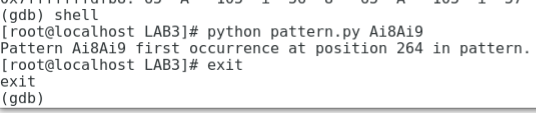 (gdb) shell
[root@localhost LAB3]# python pattern.py Ai8Ai9
Pattern Ai8Ai9 first occurrence at position 264 in pattern.
[root@localhost LAB3]# exit
exit
(gdb)